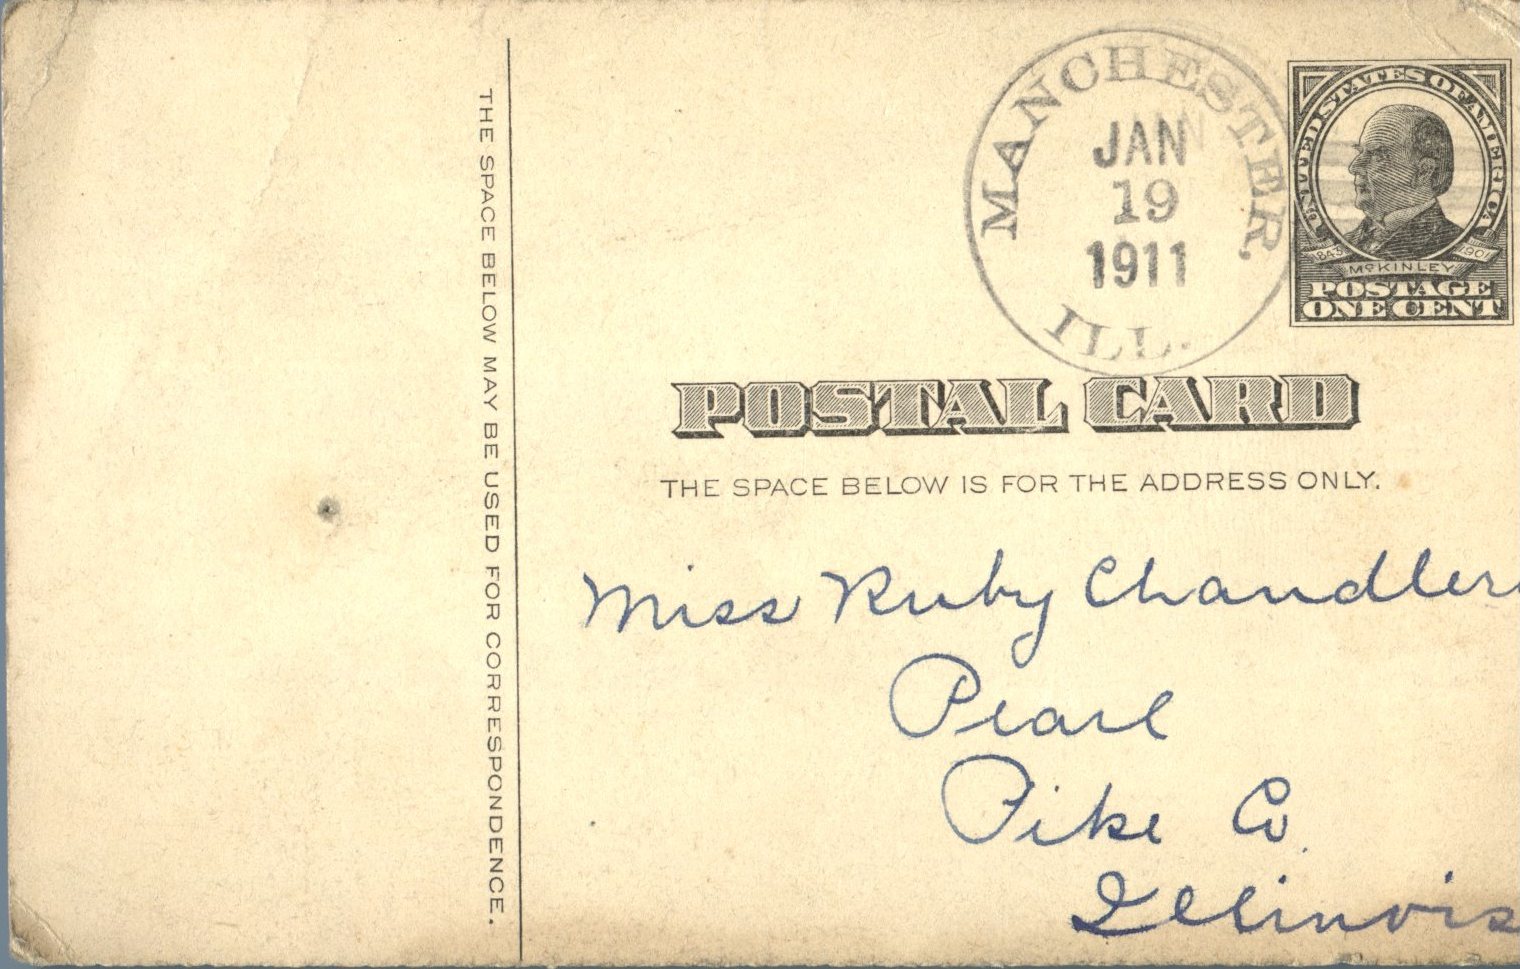 THE SPACE BELOW MAY BE USED FOR CORRESPONDENCE.
MANCHESTER.
JAN
19
1911
ILL.
UNITED STATES OF AMERICA
1843 1901
McKINLEY
POSTAGE
ONE CENT
POSTAL CARD
THE SPACE BELOW IS FOR THE ADDRESS ONLY.
Miss Ruby Chandler
Pearl
Pike Co.
Illinois